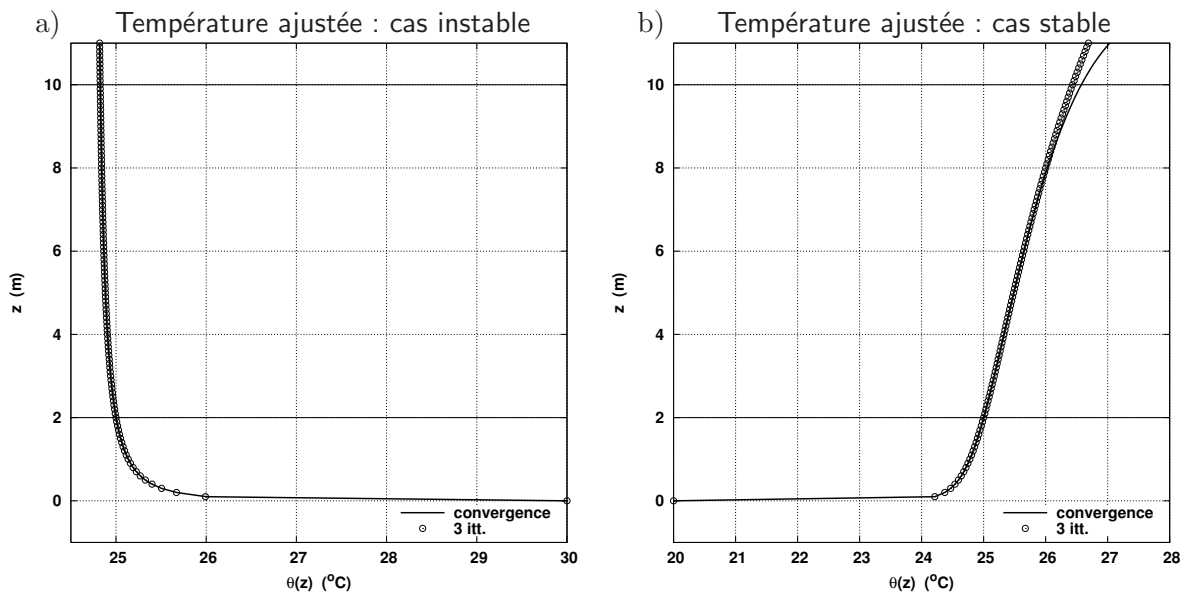 a) Température ajustée : cas instable
10
8
6
4
2
0
z (m)
convergence
3 itt.
25 26 27 28 29 30
θ(z) (°C)
b) Température ajustée : cas stable
10
8
6
4
2
0
z (m)
convergence
3 itt.
20 21 22 23 24 25 26 27 28
θ(z) (°C)